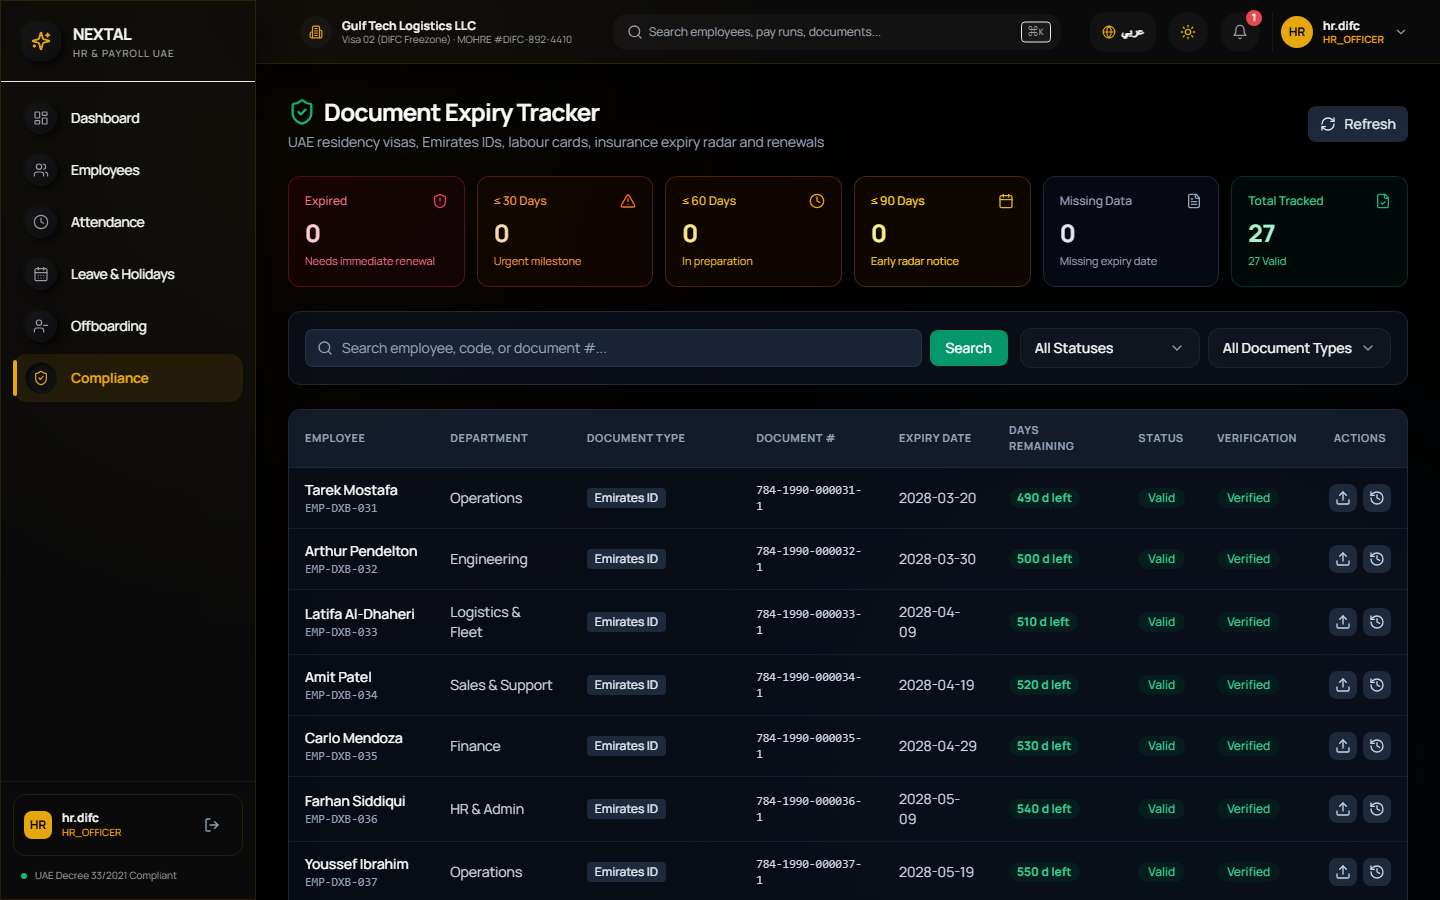 NEXTAL
HR & PAYROLL UAE
Dashboard
Employees
Attendance
Leave & Holidays
Offboarding
Compliance
HR
hr.difc
HR_OFFICER
UAE Decree 33/2021 Compliant
Gulf Tech Logistics LLC
Visa 02 (DIFC Freezone) · MOHRE #DIFC-892-4410
Search employees, pay runs, documents...
⌘K
عربي
1
HR
hr.difc
HR_OFFICER
Document Expiry Tracker
UAE residency visas, Emirates IDs, labour cards, insurance expiry radar and renewals
Refresh
Expired
0
Needs immediate renewal
≤ 30 Days
0
Urgent milestone
≤ 60 Days
0
In preparation
≤ 90 Days
0
Early radar notice
Missing Data
0
Missing expiry date
Total Tracked
27
27 Valid
Search employee, code, or document #...
Search
All Statuses
All Document Types
EMPLOYEE DEPARTMENT DOCUMENT TYPE DOCUMENT # EXPIRY DATE DAYS REMAINING STATUS VERIFICATION ACTIONS
Tarek Mostafa
EMP-DXB-031
Operations
Emirates ID
784-1990-000031-
1
2028-03-20
490 d left
Valid
Verified
Arthur Pendelton
EMP-DXB-032
Engineering
Emirates ID
784-1990-000032-
1
2028-03-30
500 d left
Valid
Verified
Latifa Al-Dhaheri
EMP-DXB-033
Logistics &
Fleet
Emirates ID
784-1990-000033-
1
2028-04-
09
510 d left
Valid
Verified
Amit Patel
EMP-DXB-034
Sales & Support
Emirates ID
784-1990-000034-
1
2028-04-19
520 d left
Valid
Verified
Carlo Mendoza
EMP-DXB-035
Finance
Emirates ID
784-1990-000035-
1
2028-04-29
530 d left
Valid
Verified
Farhan Siddiqui
EMP-DXB-036
HR & Admin
Emirates ID
784-1990-000036-
1
2028-05-
09
540 d left
Valid
Verified
Youssef Ibrahim
EMP-DXB-037
Operations
Emirates ID
784-1990-000037-
1
2028-05-19
550 d left
Valid
Verified